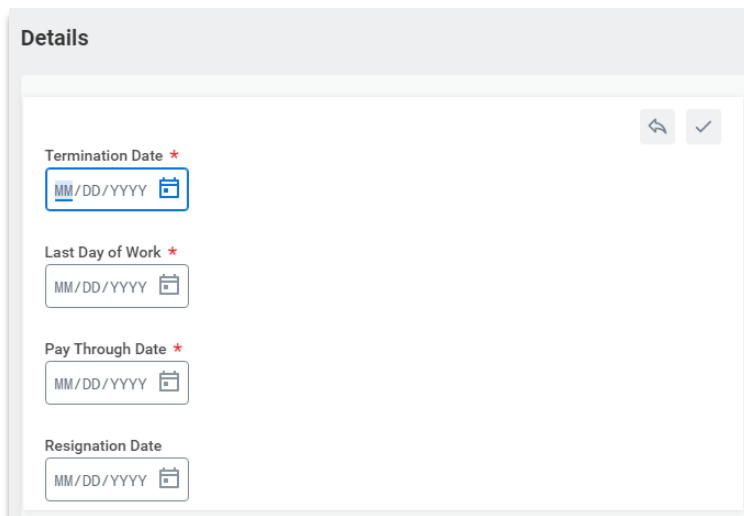 Details
Termination Date *
MM/DD/YYYY
Last Day of Work *
MM/DD/YYYY
Pay Through Date *
MM/DD/YYYY
Resignation Date
MM/DD/YYYY